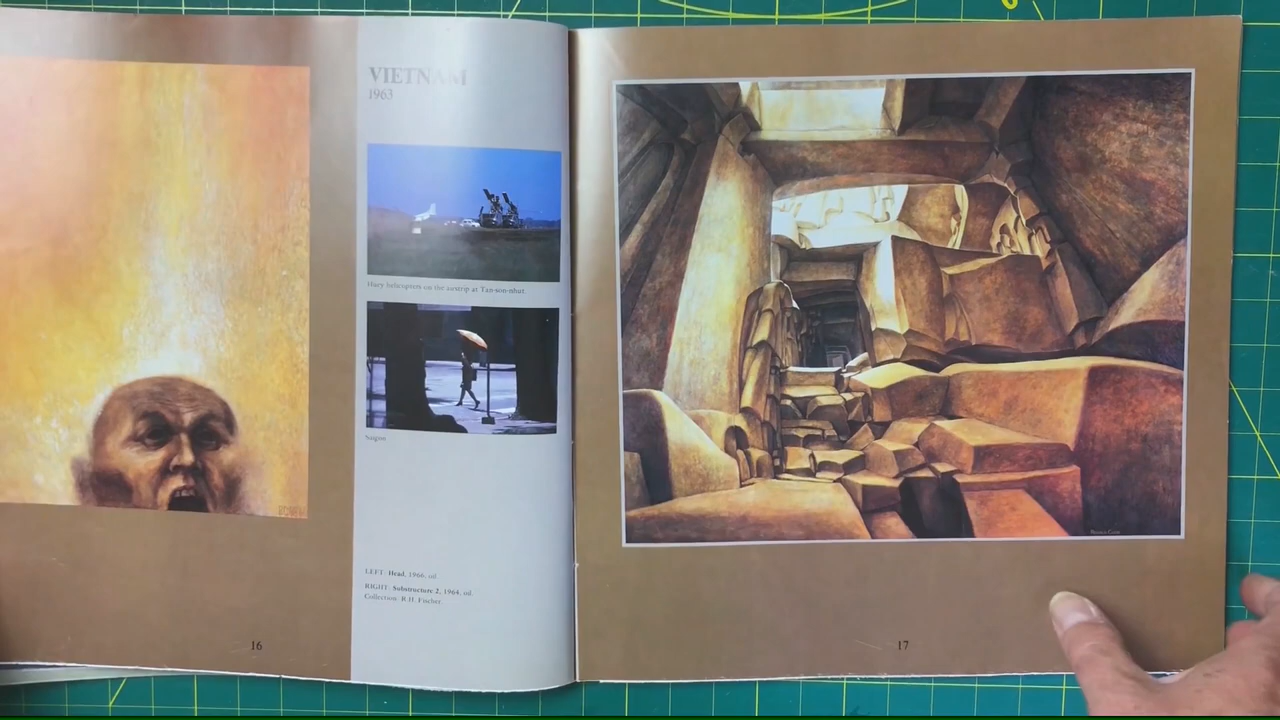 VIETNAM
1963
Huey helicopters on the airstrip at Tan-son-nhut.
Saigon
LEFT: Head, 1966, oil.
RIGHT: Substructure 2, 1964, oil.
Collection: R.H. Fischer.
16
17